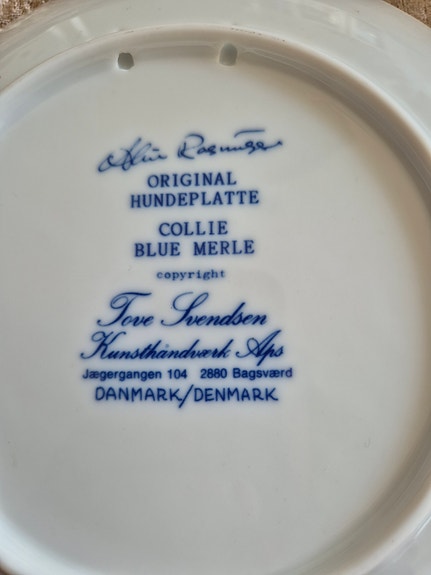 ORIGINAL
HUNDEPLATTE
COLLIE
BLUE MERLE
copyright
Tove Svendsen
Kunsthåndværk Aps
Jægergangen 104 2880 Bagsværd
DANMARK/DENMARK